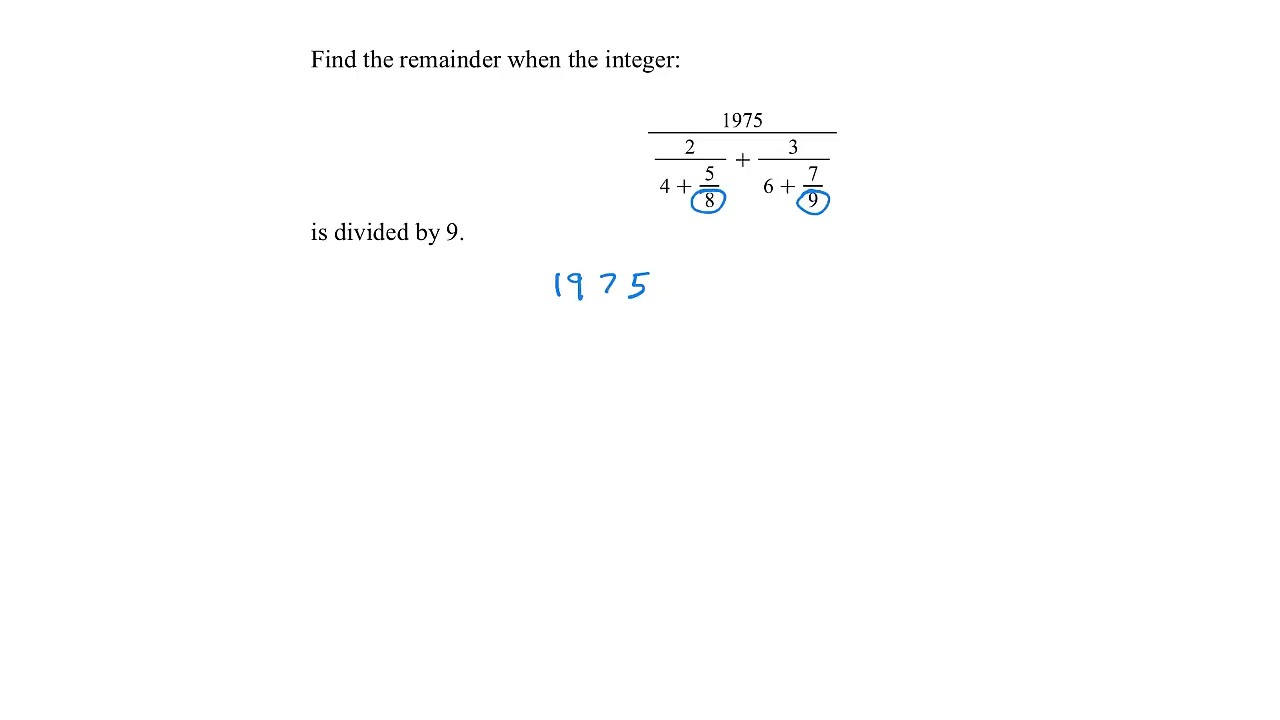 Find the remainder when the integer:
1975
2 + 3
4 + 5 6 + 7
8 9
is divided by 9.
1975